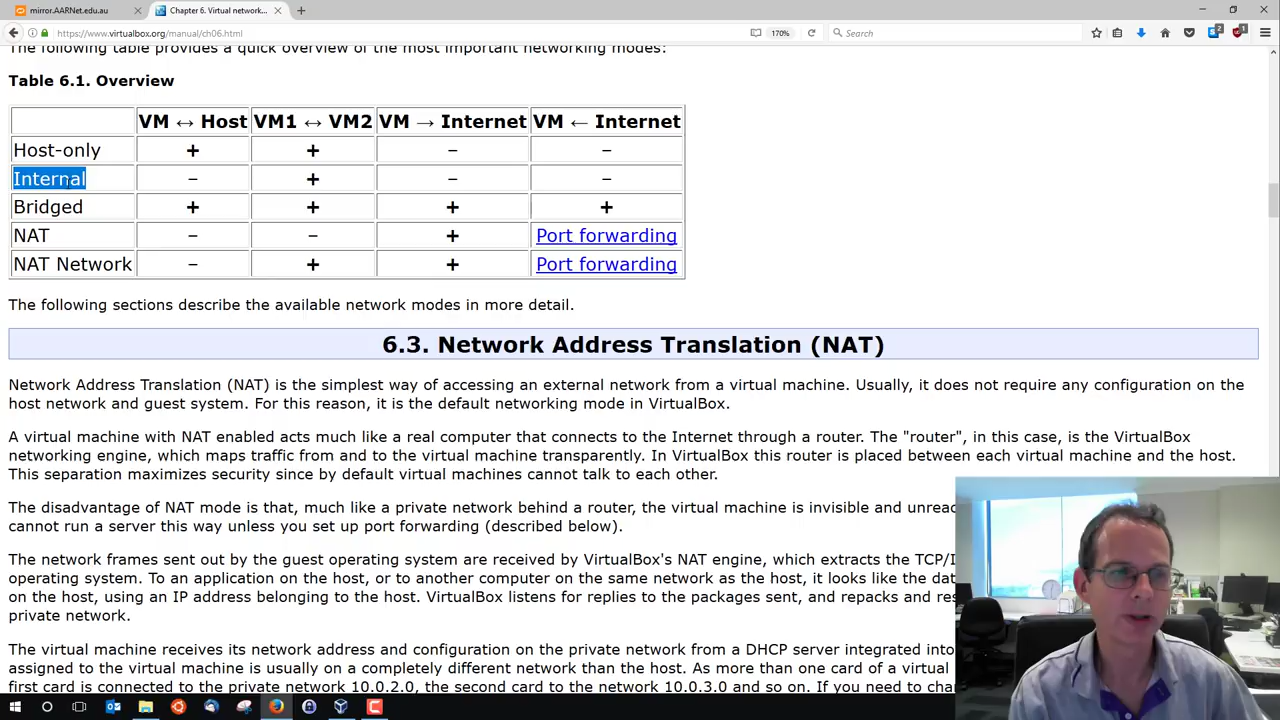 mirror.AARNet.edu.au
Chapter 6. Virtual network...
https://www.virtualbox.org/manual/ch06.html
170%
Search
The following table provides a quick overview of the most important networking modes:
Table 6.1. Overview
VM ↔ Host VM1 ↔ VM2 VM → Internet VM ← Internet
Host-only + + – –
Internal – + – –
Bridged + + + +
NAT – – + Port forwarding
NAT Network – + + Port forwarding
The following sections describe the available network modes in more detail.
6.3. Network Address Translation (NAT)
Network Address Translation (NAT) is the simplest way of accessing an external network from a virtual machine. Usually, it does not require any configuration on the
host network and guest system. For this reason, it is the default networking mode in VirtualBox.
A virtual machine with NAT enabled acts much like a real computer that connects to the Internet through a router. The "router", in this case, is the VirtualBox
networking engine, which maps traffic from and to the virtual machine transparently. In VirtualBox this router is placed between each virtual machine and the host.
This separation maximizes security since by default virtual machines cannot talk to each other.
The disadvantage of NAT mode is that, much like a private network behind a router, the virtual machine is invisible and unreac
cannot run a server this way unless you set up port forwarding (described below).
The network frames sent out by the guest operating system are received by VirtualBox's NAT engine, which extracts the TCP/I
operating system. To an application on the host, or to another computer on the same network as the host, it looks like the dat
on the host, using an IP address belonging to the host. VirtualBox listens for replies to the packages sent, and repacks and res
private network.
The virtual machine receives its network address and configuration on the private network from a DHCP server integrated into
assigned to the virtual machine is usually on a completely different network than the host. As more than one card of a virtual
first card is connected to the private network 10.0.2.0, the second card to the network 10.0.3.0 and so on. If you need to chan